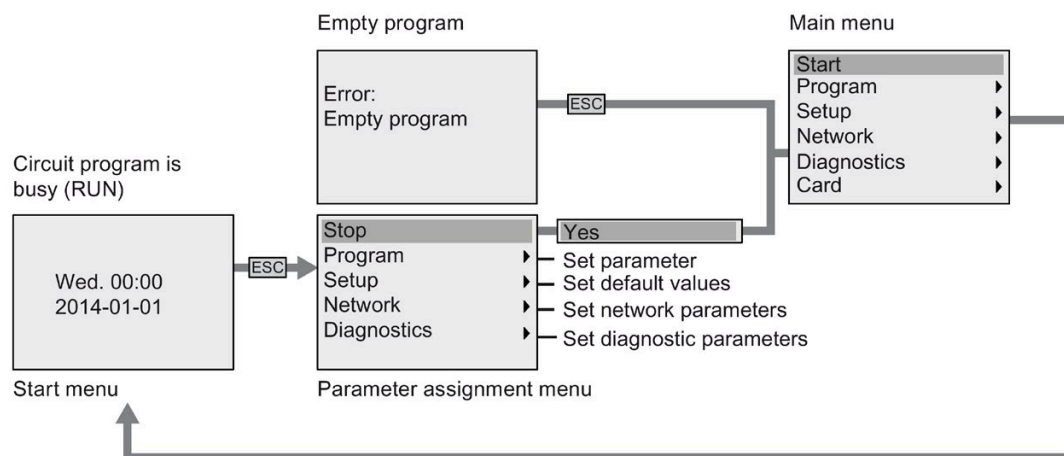 Empty program
Error:
Empty program
ESC
Main menu
Start
Program
Setup
Network
Diagnostics
Card
Circuit program is
busy (RUN)
Wed. 00:00
2014-01-01
Start menu
ESC
Stop
Program
Setup
Network
Diagnostics
Parameter assignment menu
Yes
Set parameter
Set default values
Set network parameters
Set diagnostic parameters